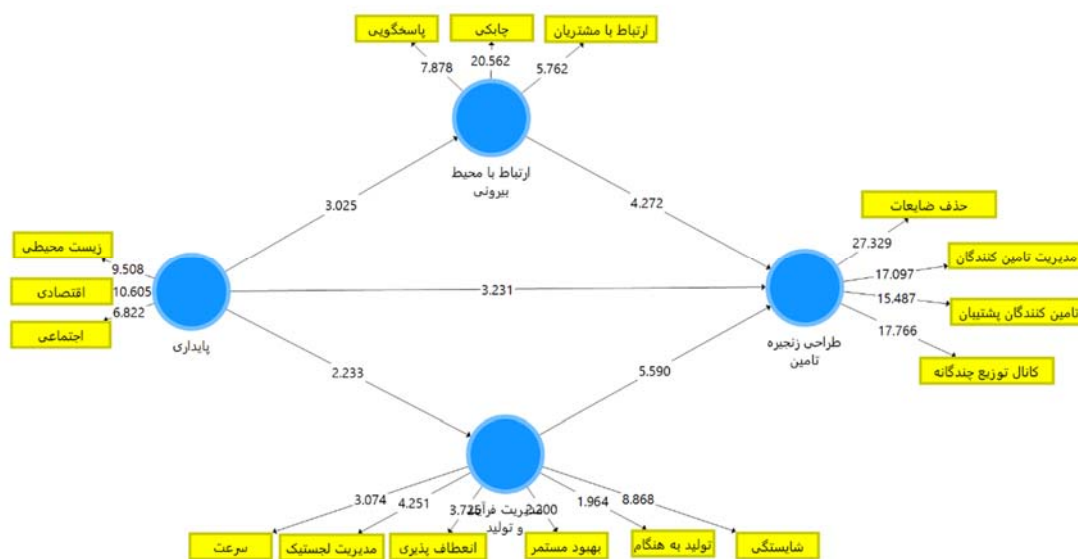 پاسخگویی
چابکی
ارتباط با مشتریان
7.878
20.562
5.762
ارتباط با محیط
بیرونی
3.025
4.272
حذف ضایعات
27.329
زیست محیطی
9.508
مدیریت تامین کنندگان
17.097
اقتصادی
10.605
3.231
15.487
تامین کنندگان پشتیبان
اجتماعی
6.822
پایداری
طراحی زنجیره
تامین
17.766
کانال توزیع چندگانه
2.233
5.590
3.074
4.251
مدیریت
و تولید
1.964
8.868
سرعت
مدیریت لجستیک
انعطاف پذیری
بهبود مستمر
تولید به هنگام
شایستگی